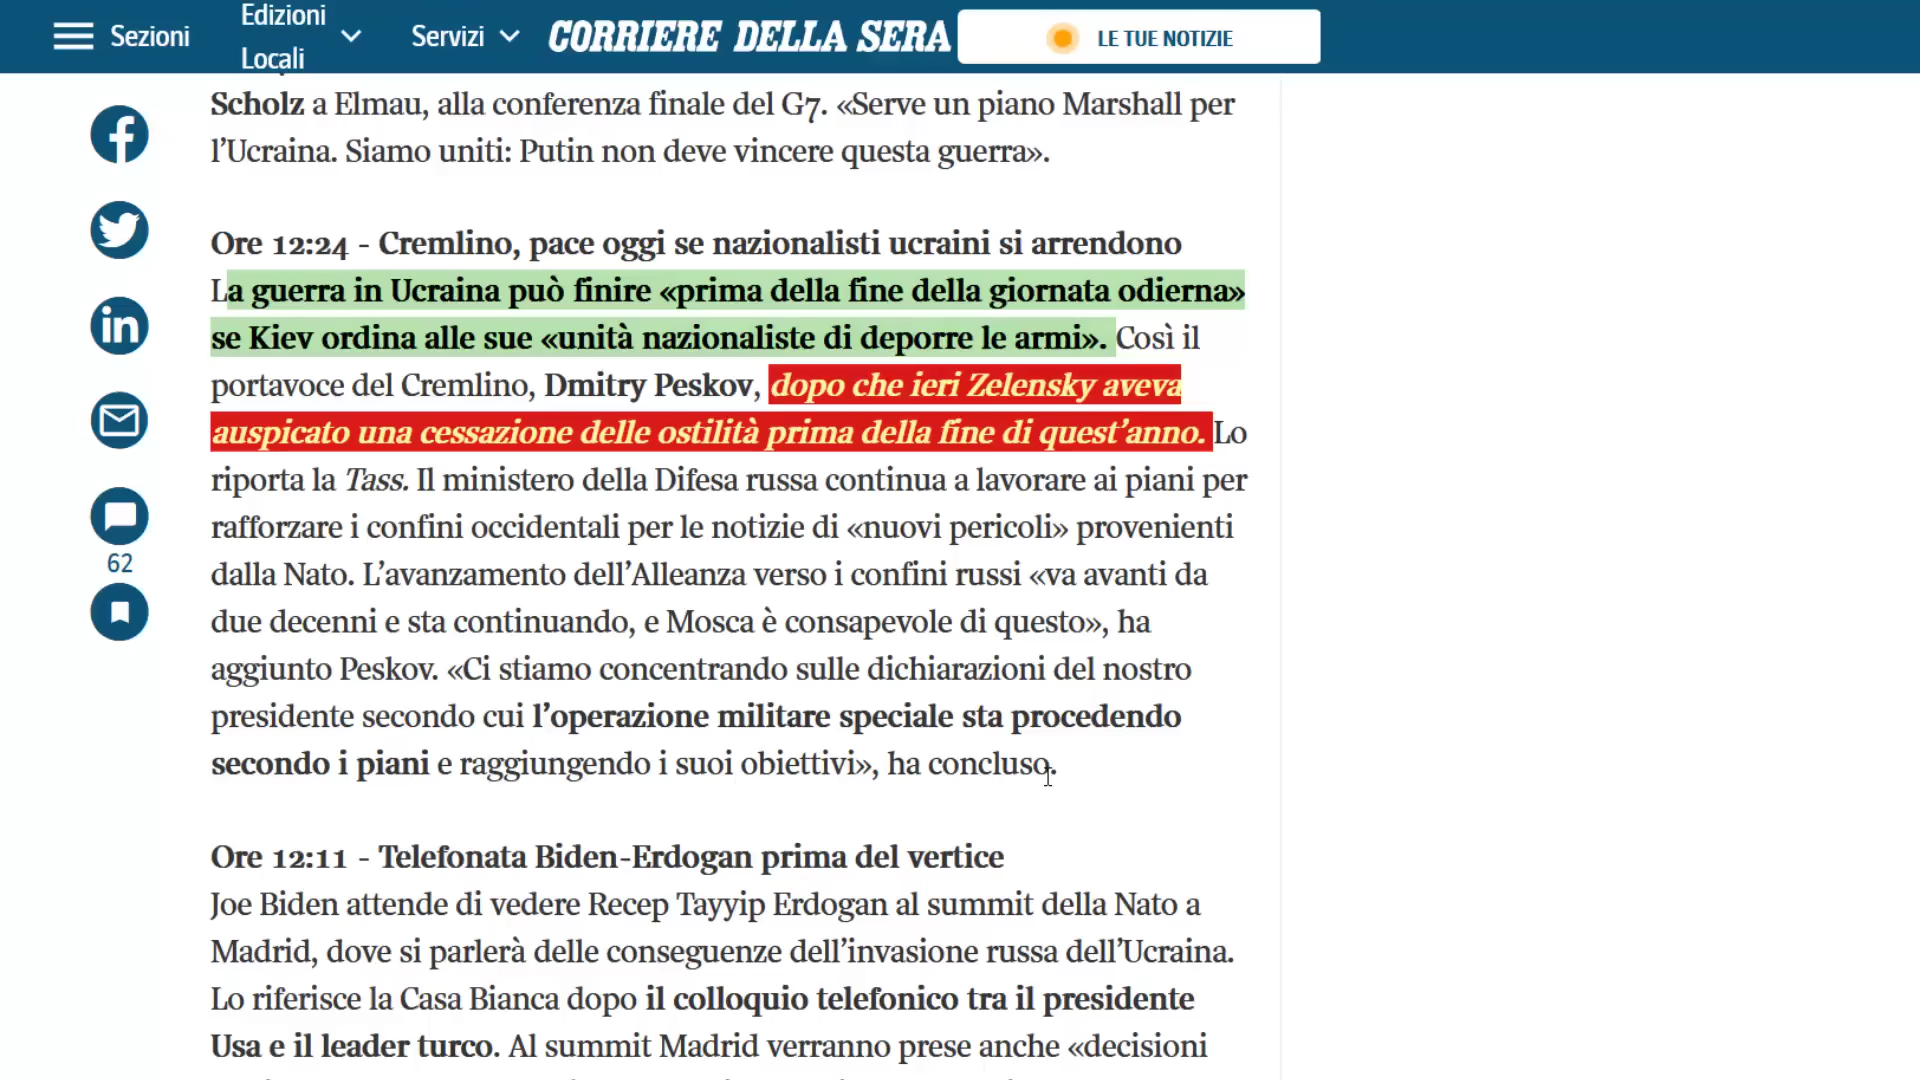 Sezioni
Edizioni
Locali
Servizi
CORRIERE DELLA SERA
LE TUE NOTIZIE
Scholz a Elmau, alla conferenza finale del G7. «Serve un piano Marshall per
l’Ucraina. Siamo uniti: Putin non deve vincere questa guerra».
Ore 12:24 - Cremlino, pace oggi se nazionalisti ucraini si arrendono
La guerra in Ucraina può finire «prima della fine della giornata odierna»
se Kiev ordina alle sue «unità nazionaliste di deporre le armi». Così il
portavoce del Cremlino, Dmitry Peskov, dopo che ieri Zelensky aveva
auspicato una cessazione delle ostilità prima della fine di quest’anno. Lo
riporta la Tass. Il ministero della Difesa russa continua a lavorare ai piani per
rafforzare i confini occidentali per le notizie di «nuovi pericoli» provenienti
dalla Nato. L’avanzamento dell’Alleanza verso i confini russi «va avanti da
due decenni e sta continuando, e Mosca è consapevole di questo», ha
aggiunto Peskov. «Ci stiamo concentrando sulle dichiarazioni del nostro
presidente secondo cui l’operazione militare speciale sta procedendo
secondo i piani e raggiungendo i suoi obiettivi», ha concluso.
62
Ore 12:11 - Telefonata Biden-Erdogan prima del vertice
Joe Biden attende di vedere Recep Tayyip Erdogan al summit della Nato a
Madrid, dove si parlerà delle conseguenze dell’invasione russa dell’Ucraina.
Lo riferisce la Casa Bianca dopo il colloquio telefonico tra il presidente
Usa e il leader turco. Al summit Madrid verranno prese anche «decisioni